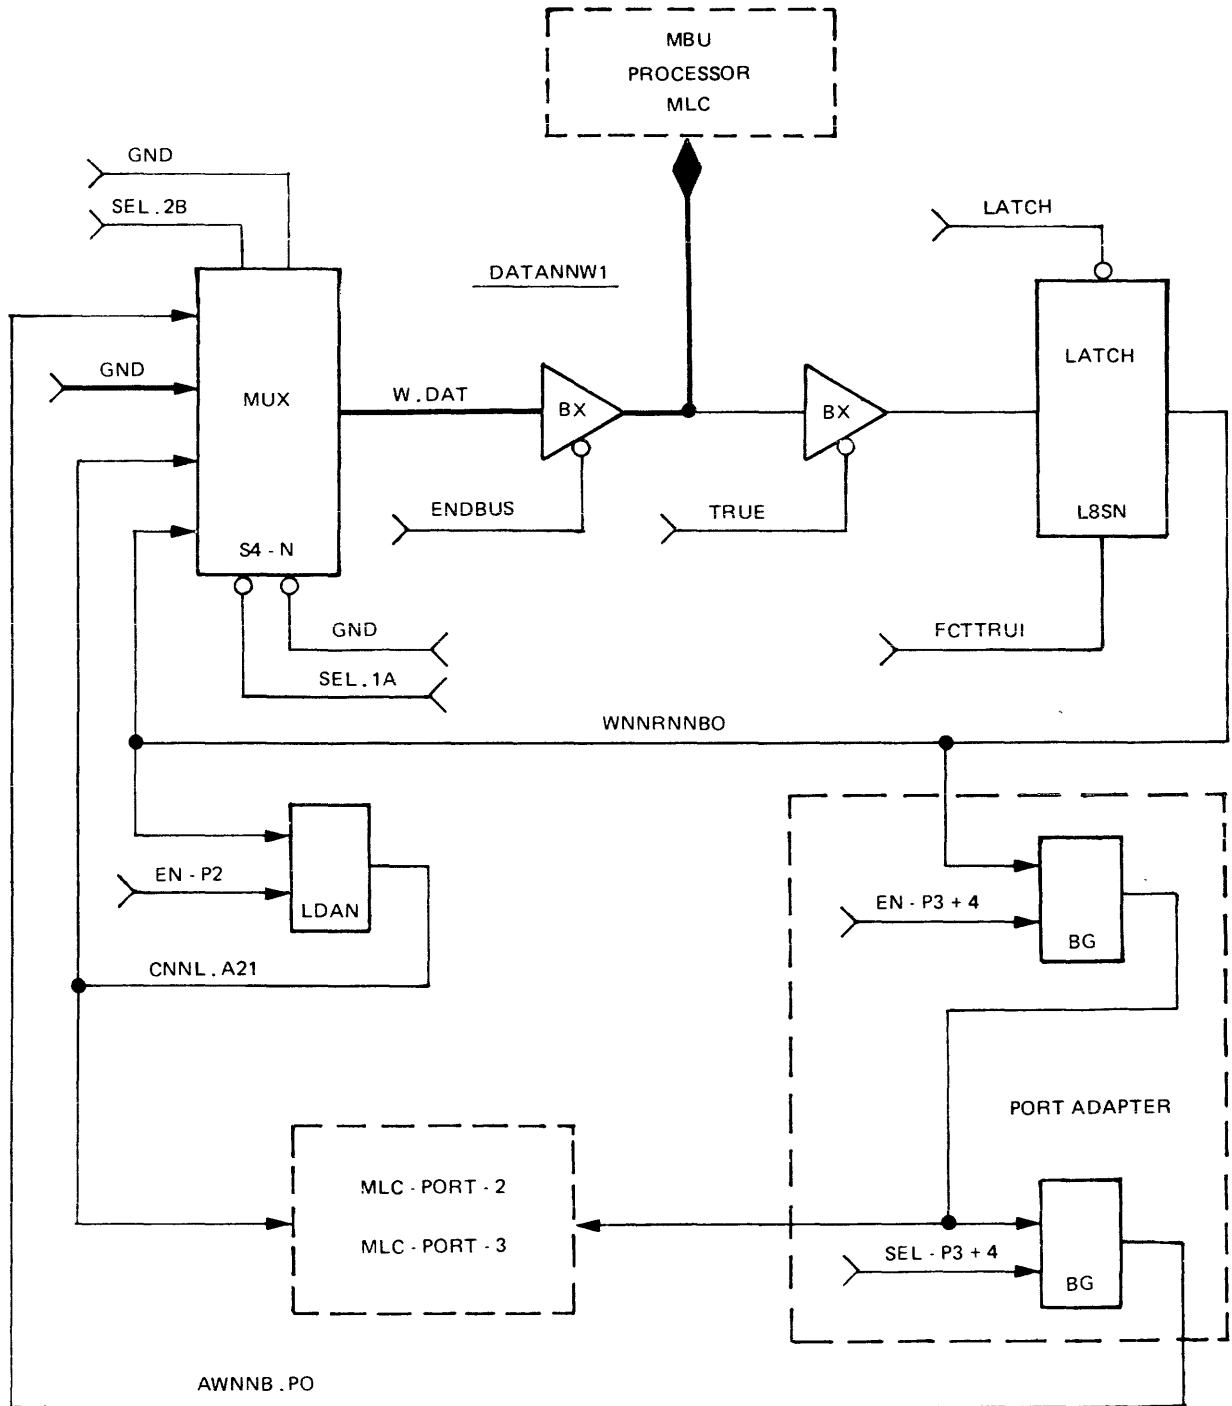 MBU
PROCESSOR
MLC
GND
SEL.2B
LATCH
DATANNW1
GND
MUX
W.DAT
BX
BX
LATCH
ENDBUS
TRUE
L8SN
S4-N
GND
FCTTRUI
SEL.1A
WNNRNNBO
EN-P2
LDAN
EN-P3+4
BG
CNNL.A21
PORT ADAPTER
MLC-PORT-2
MLC-PORT-3
SEL-P3+4
BG
AWNNB.PO